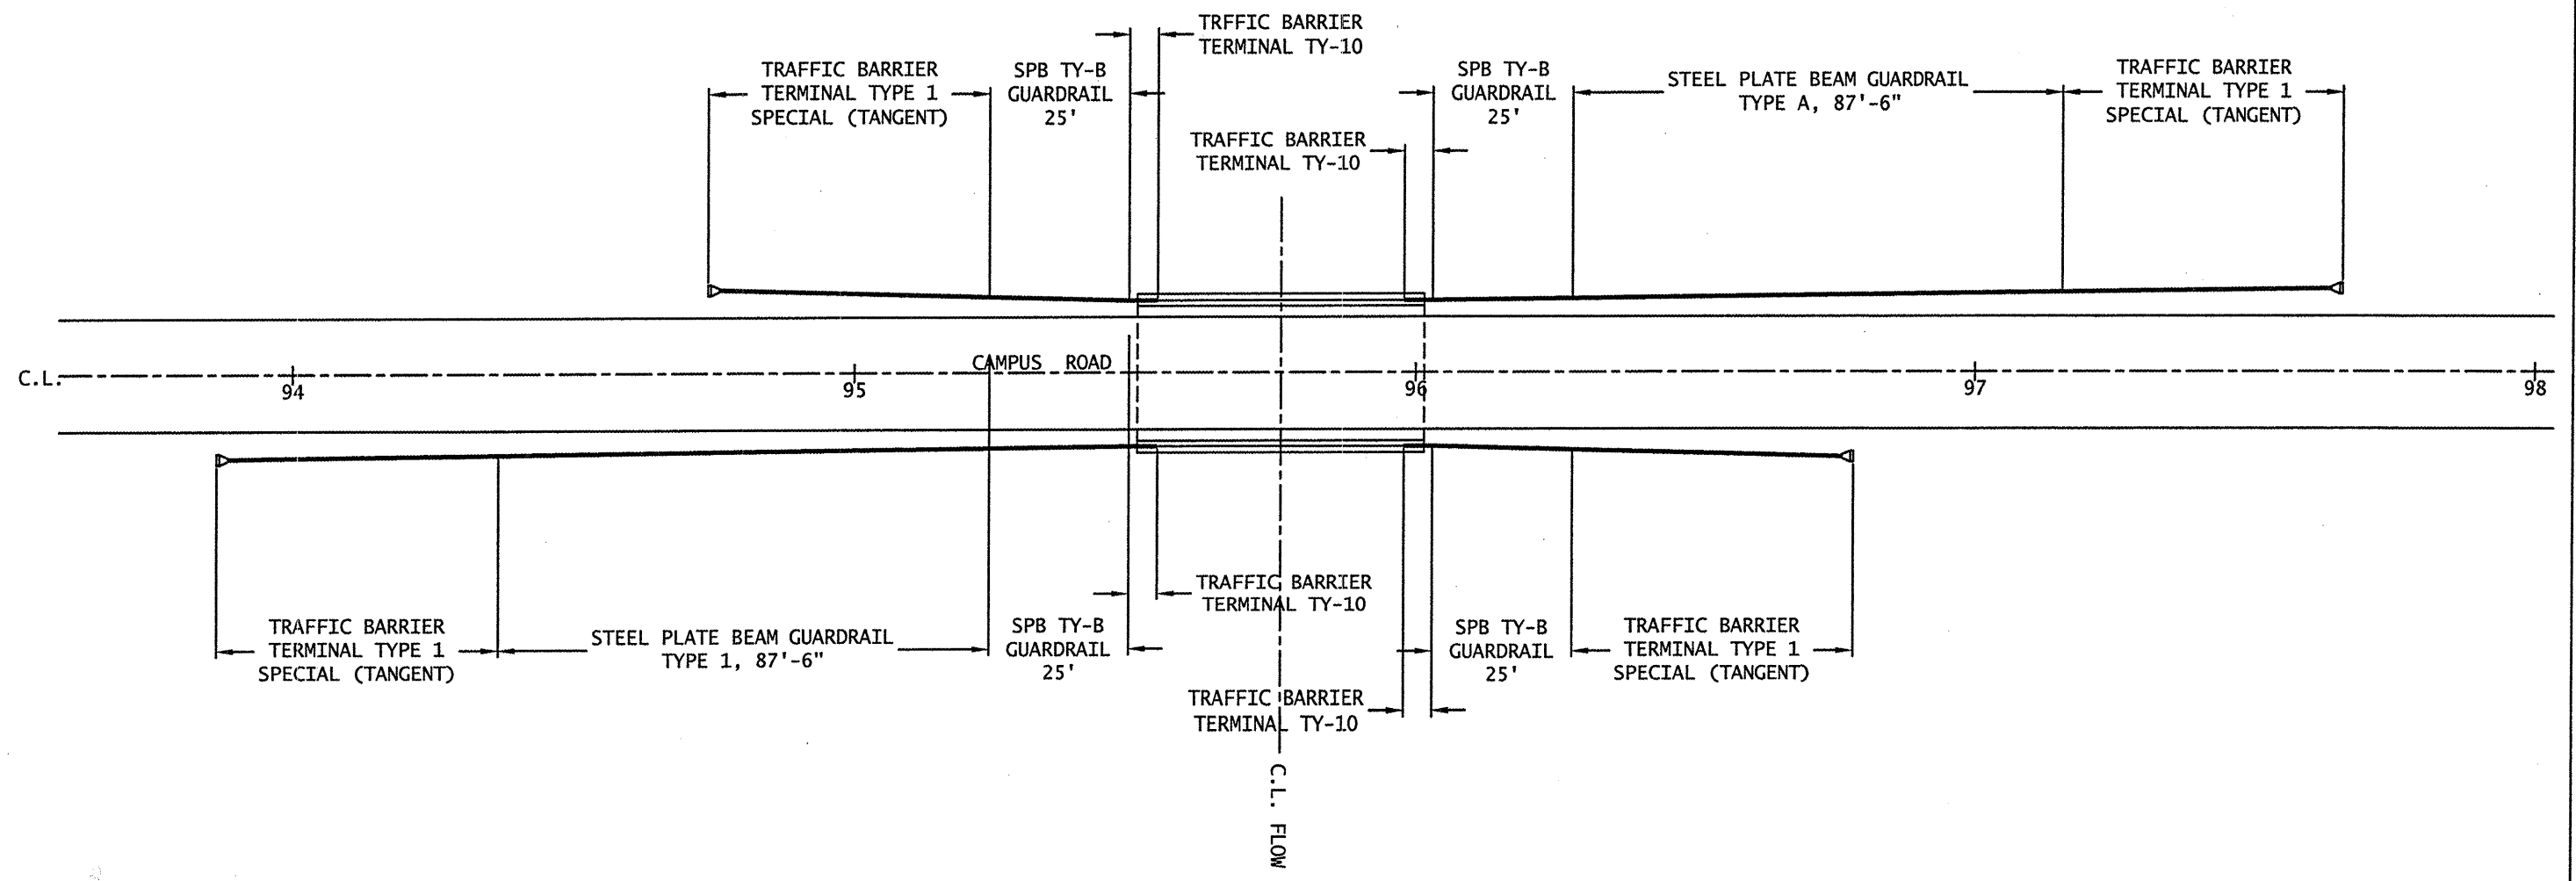 TRFFIC BARRIER
TERMINAL TY-10
TRAFFIC BARRIER
TERMINAL TYPE 1
SPECIAL (TANGENT)
SPB TY-B
GUARDRAIL
25'
SPB TY-B
GUARDRAIL
25'
STEEL PLATE BEAM GUARDRAIL
TYPE A, 87'-6"
TRAFFIC BARRIER
TERMINAL TYPE 1
SPECIAL (TANGENT)
TRAFFIC BARRIER
TERMINAL TY-10
CAMPUS ROAD
C.L.
94
95
96
97
98
TRAFFIC BARRIER
TERMINAL TY-10
TRAFFIC BARRIER
TERMINAL TYPE 1
SPECIAL (TANGENT)
STEEL PLATE BEAM GUARDRAIL
TYPE 1, 87'-6"
SPB TY-B
GUARDRAIL
25'
SPB TY-B
GUARDRAIL
25'
TRAFFIC BARRIER
TERMINAL TYPE 1
SPECIAL (TANGENT)
TRAFFIC BARRIER
TERMINAL TY-10
C.L. FLOW